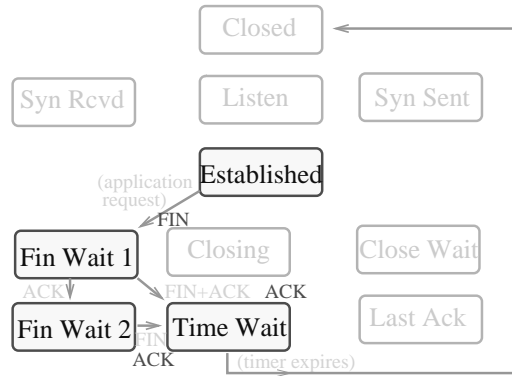 Closed
Syn Rcvd
Listen
Syn Sent
Established
(application
request)
FIN
Fin Wait 1
Closing
Close Wait
ACK
FIN+ACK
ACK
Fin Wait 2
FIN
Time Wait
Last Ack
ACK
(timer expires)